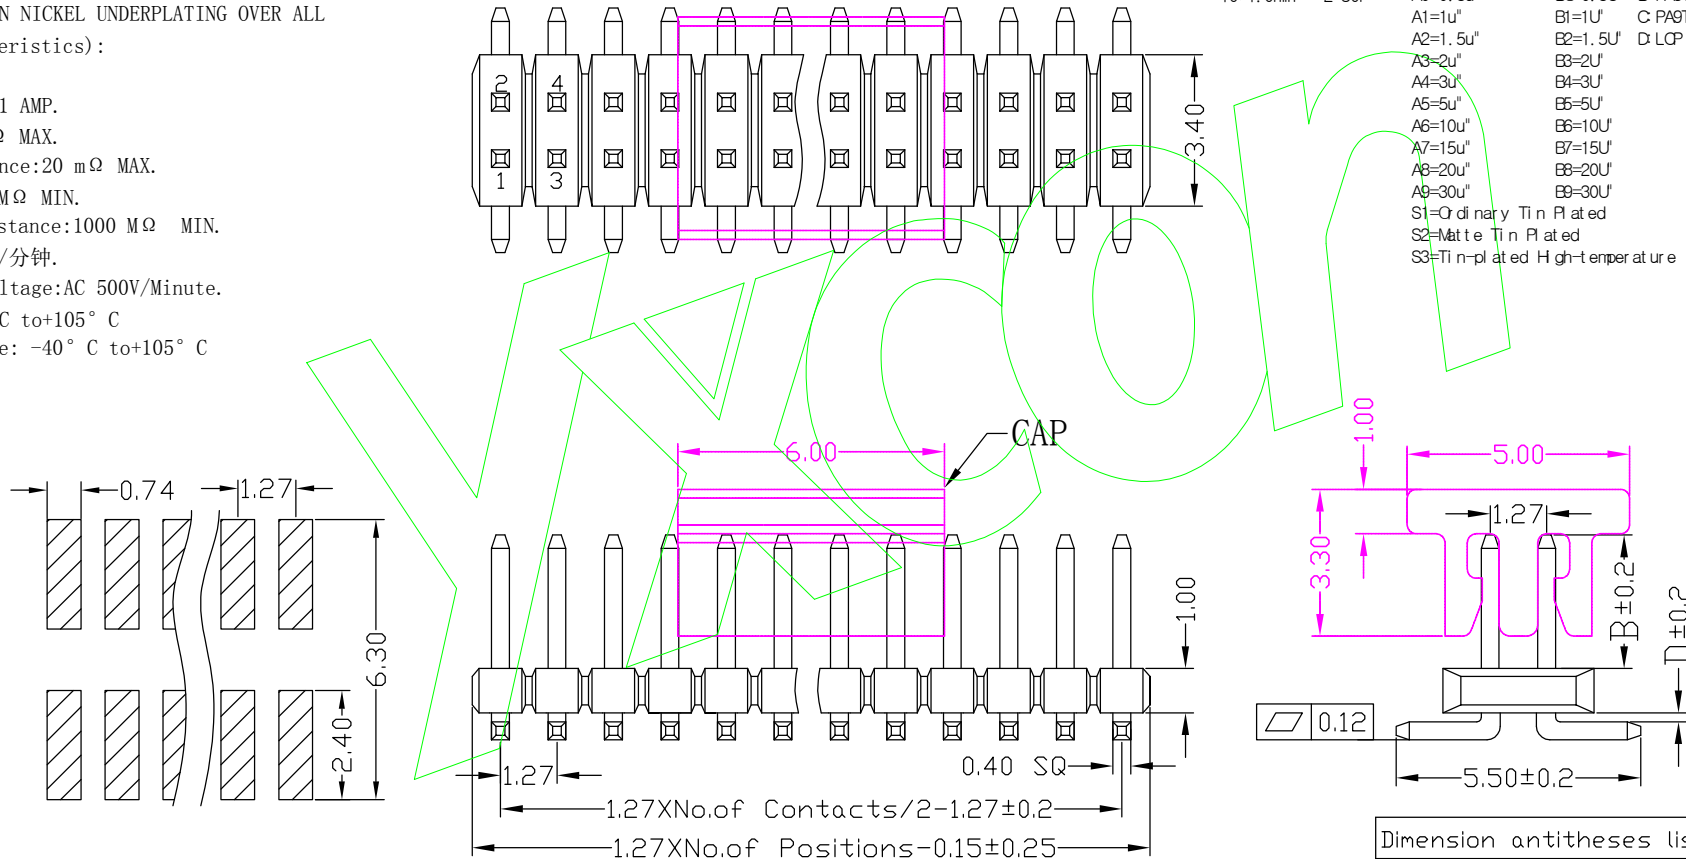 N NICKEL UNDERPLATING OVER ALL
eristics):
1 AMP.
Ω MAX.
nce:20 mΩ MAX.
MΩ MIN.
stance:1000 MΩ MIN.
/分钟.
ltage:AC 500V/Minute.
C to+105° C
e: -40° C to+105° C
2 4
1 3
3.40
A1=1u" B1=1U" C:PA9T
A2=1.5u" B2=1.5U" D:LCP
A3=2u" B3=2U"
A4=3u" B4=3U"
A5=5u" B5=5U"
A6=10u" B6=10U"
A7=15u" B7=15U"
A8=20u" B8=20U"
A9=30u" B9=30U"
S1=Ordinary Tin Plated
S2=Matte Tin Plated
S3=Tin-plated High-temperature
yxcon
0.74 1.27
6.30
2.40
CAP
6.00
1.00
1.27
0.40 SQ
1.27XNo.of Contacts/2-1.27±0.2
1.27XNo.of Positions-0.15±0.25
1.00
5.00
1.27
3.30
B±0.2
D±0.2
0.12
5.50±0.2
Dimension antitheses lis